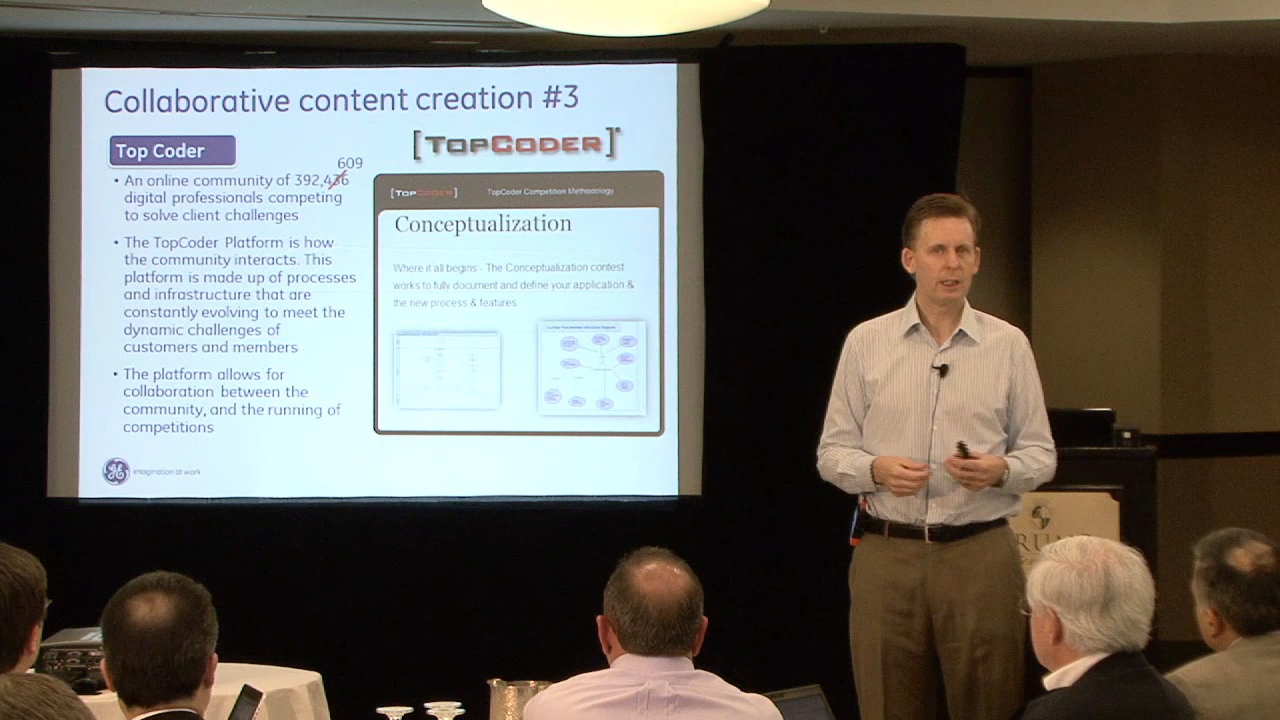 Collaborative content creation #3
Top Coder
[TOPCODER]
609
• An online community of 392,436
digital professionals competing
to solve client challenges
• The TopCoder Platform is how
the community interacts. This
platform is made up of processes
and infrastructure that are
constantly evolving to meet the
dynamic challenges of
customers and members
• The platform allows for
collaboration between the
community, and the running of
competitions
[TOPCODER] TopCoder Competition Methodology
Conceptualization
Where it all begins - The Conceptualization contest
works to fully document and define your application &
the new process & features
imagination at work